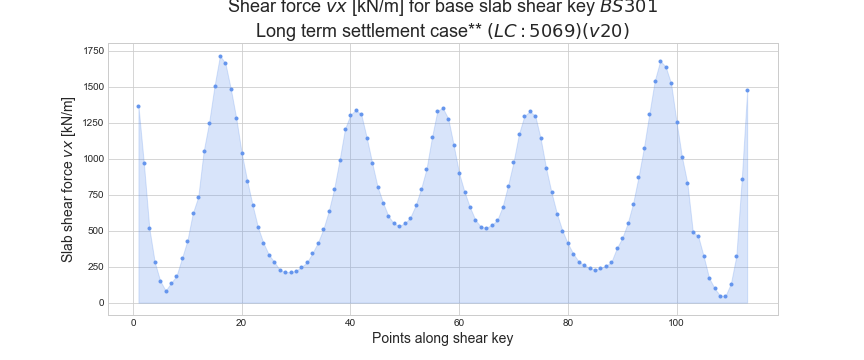 Shear force vx [kN/m] for base slab shear key BS301
Long term settlement case** (LC : 5069)(v20)
1750
1500
1250
1000
750
500
250
0
Slab shear force vx [kN/m]
0 20 40 60 80 100
Points along shear key